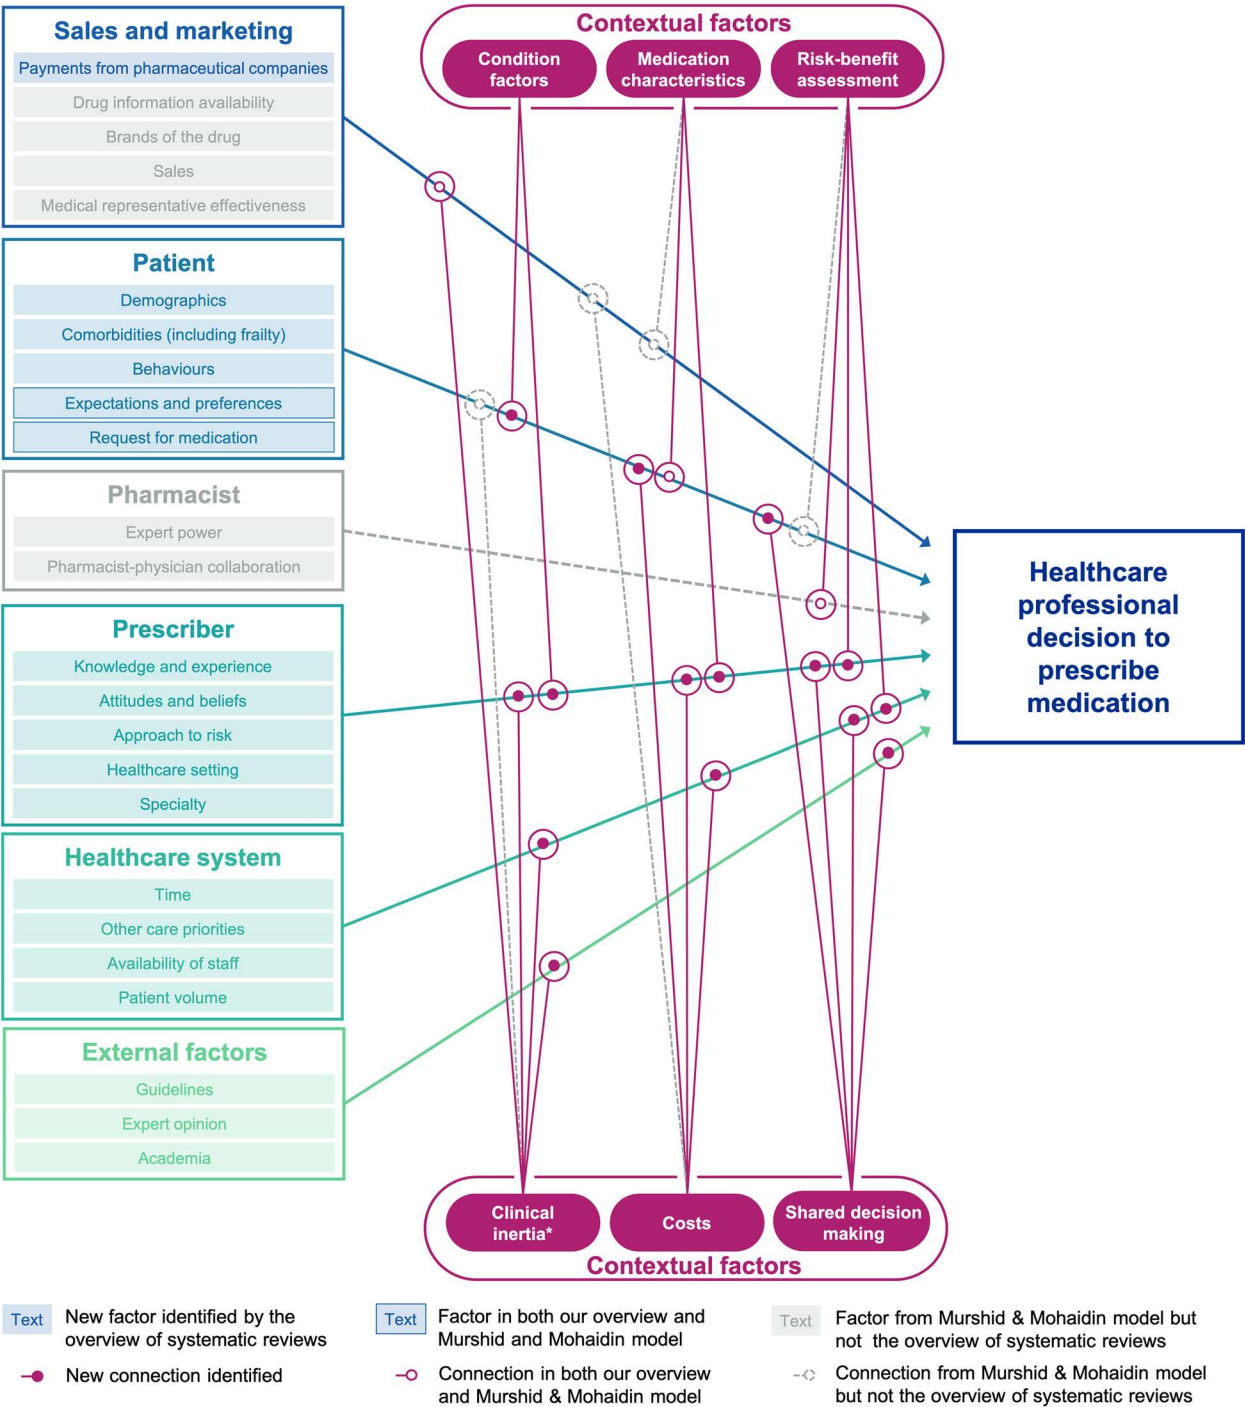 Sales and marketing
Payments from pharmaceutical companies
Drug information availability
Brands of the drug
Sales
Medical representative effectiveness
Patient
Demographics
Comorbidities (including frailty)
Behaviours
Expectations and preferences
Request for medication
Pharmacist
Expert power
Pharmacist-physician collaboration
Prescriber
Knowledge and experience
Attitudes and beliefs
Approach to risk
Healthcare setting
Specialty
Healthcare system
Time
Other care priorities
Availability of staff
Patient volume
External factors
Guidelines
Expert opinion
Academia
Contextual factors
Condition
factors
Medication
characteristics
Risk-benefit
assessment
Healthcare
professional
decision to
prescribe
medication
Clinical
inertia*
Costs
Shared decision
making
Contextual factors
Text
New factor identified by the
overview of systematic reviews
New connection identified
Text
Factor in both our overview and
Murshid and Mohaidin model
Connection in both our overview
and Murshid & Mohaidin model
Text
Factor from Murshid & Mohaidin model but
not the overview of systematic reviews
Connection from Murshid & Mohaidin model
but not the overview of systematic reviews